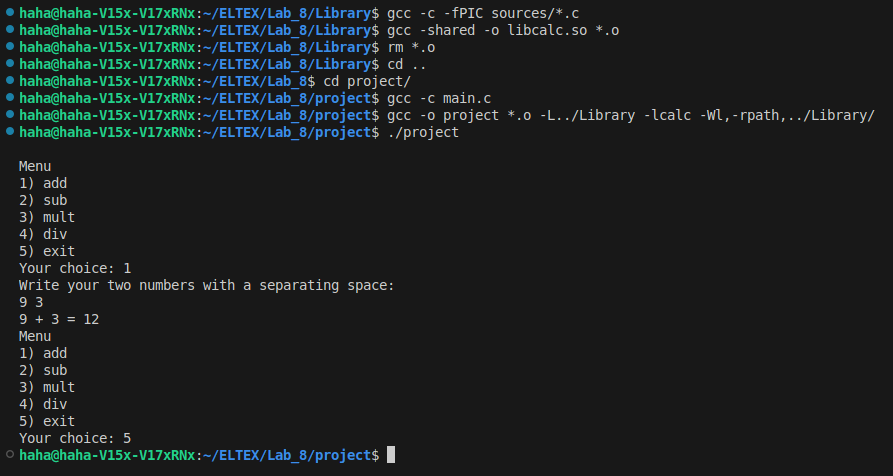 haha@haha-V15x-V17xRNx:~/ELTEX/Lab_8/Library$ gcc -c -fPIC sources/*.c
haha@haha-V15x-V17xRNx:~/ELTEX/Lab_8/Library$ gcc -shared -o libcalc.so *.o
haha@haha-V15x-V17xRNx:~/ELTEX/Lab_8/Library$ rm *.o
haha@haha-V15x-V17xRNx:~/ELTEX/Lab_8/Library$ cd ..
haha@haha-V15x-V17xRNx:~/ELTEX/Lab_8$ cd project/
haha@haha-V15x-V17xRNx:~/ELTEX/Lab_8/project$ gcc -c main.c
haha@haha-V15x-V17xRNx:~/ELTEX/Lab_8/project$ gcc -o project *.o -L../Library -lcalc -Wl,-rpath,../Library/
haha@haha-V15x-V17xRNx:~/ELTEX/Lab_8/project$ ./project
Menu
1) add
2) sub
3) mult
4) div
5) exit
Your choice: 1
Write your two numbers with a separating space:
9 3
9 + 3 = 12
Menu
1) add
2) sub
3) mult
4) div
5) exit
Your choice: 5
haha@haha-V15x-V17xRNx:~/ELTEX/Lab_8/project$